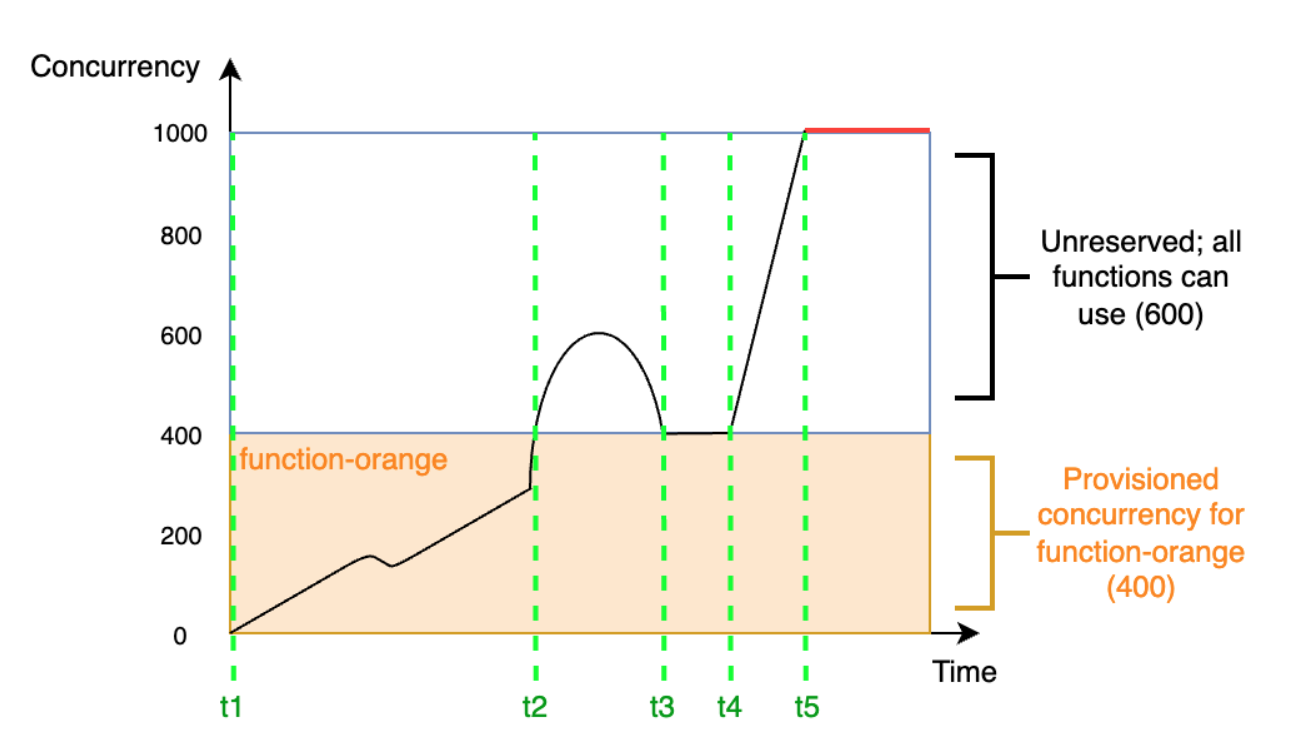 Concurrency
1000
800
600
400
200
0
function-orange
Unreserved; all
functions can
use (600)
Provisioned
concurrency for
function-orange
(400)
Time
t1
t2
t3
t4
t5